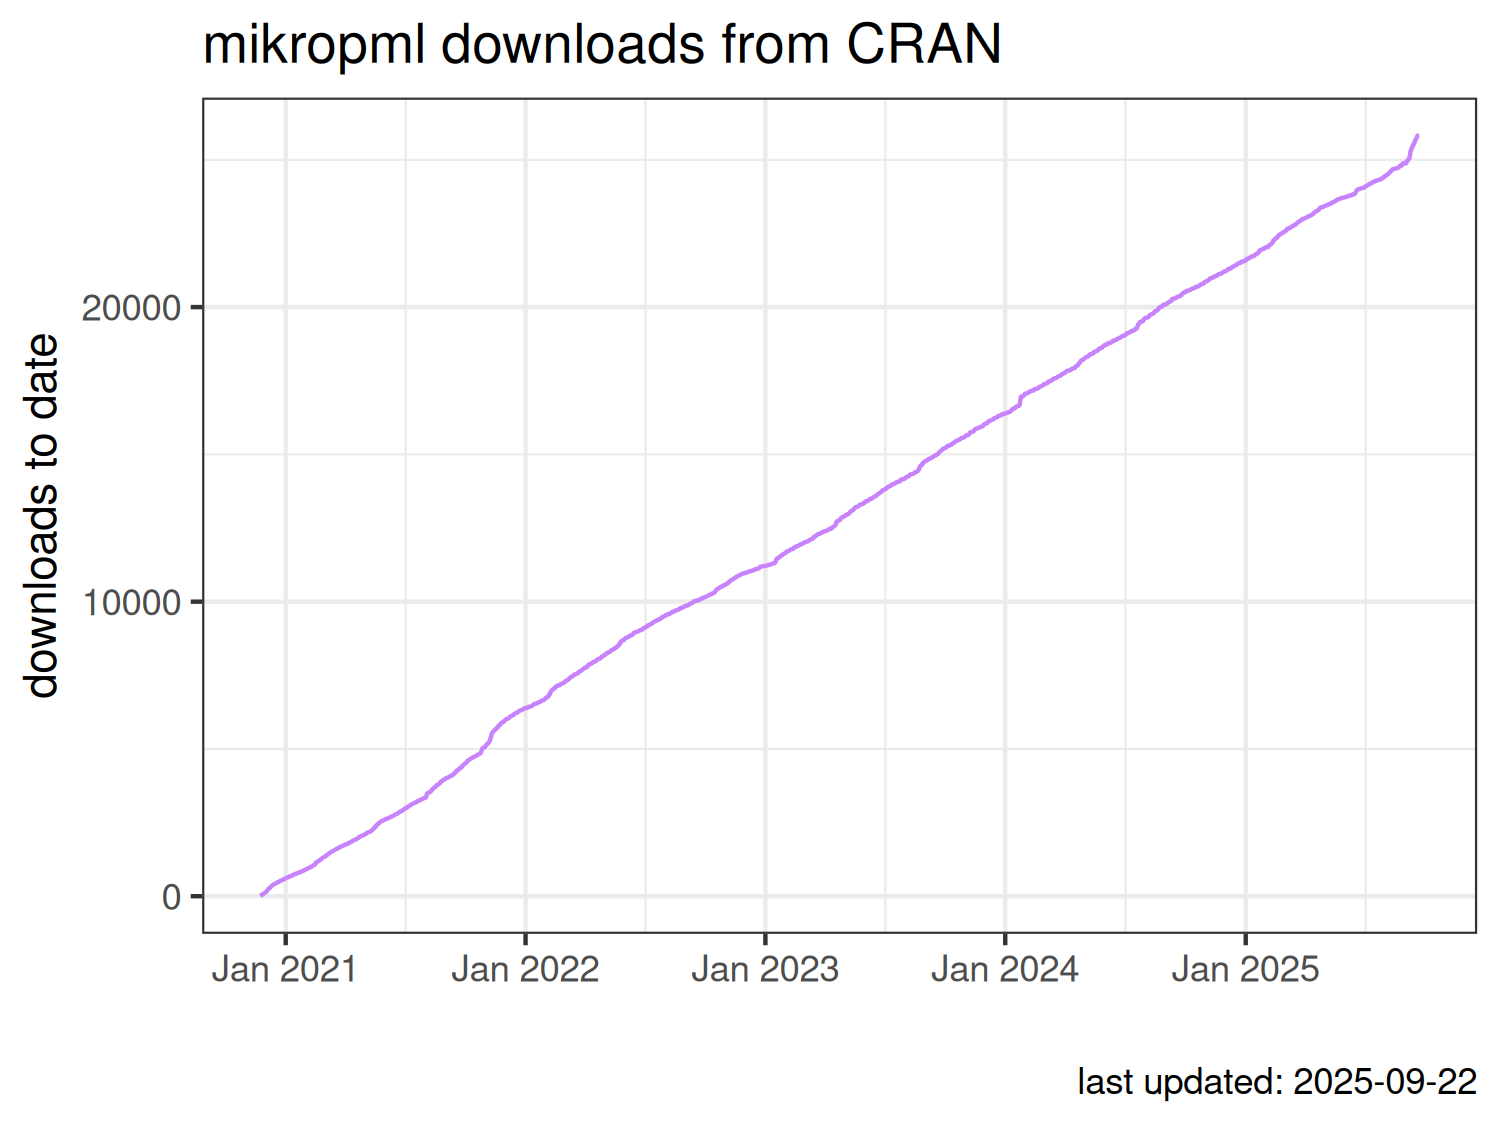 mikropml downloads from CRAN
downloads to date
20000
10000
0
Jan 2021 Jan 2022 Jan 2023 Jan 2024 Jan 2025
last updated: 2025-09-22